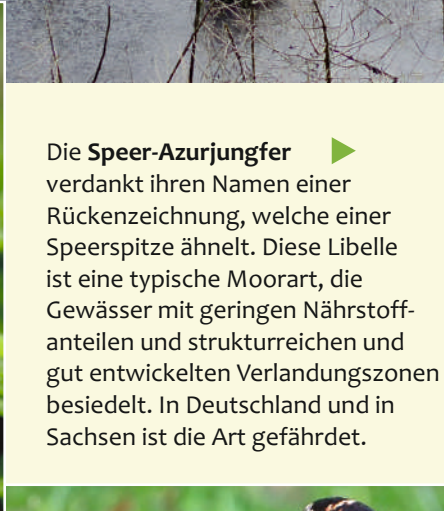 Die Speer-Azurjungfer
verdankt ihren Namen einer
Rückenzeichnung, welche einer
Speerspitze ähnelt. Diese Libelle
ist eine typische Moorart, die
Gewässer mit geringen Nährstoff-
anteilen und strukturreichen und
gut entwickelten Verlandungszonen
besiedelt. In Deutschland und in
Sachsen ist die Art gefährdet.